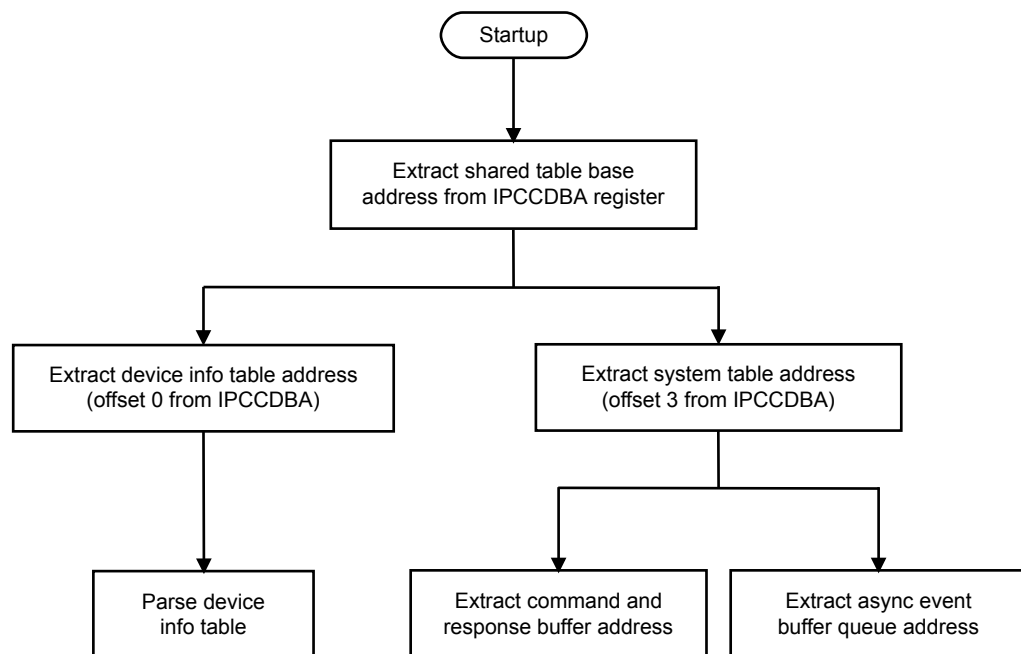 Startup
Extract shared table base
address from IPCCDBA register
Extract device info table address
(offset 0 from IPCCDBA)
Extract system table address
(offset 3 from IPCCDBA)
Parse device
info table
Extract command and
response buffer address
Extract async event
buffer queue address